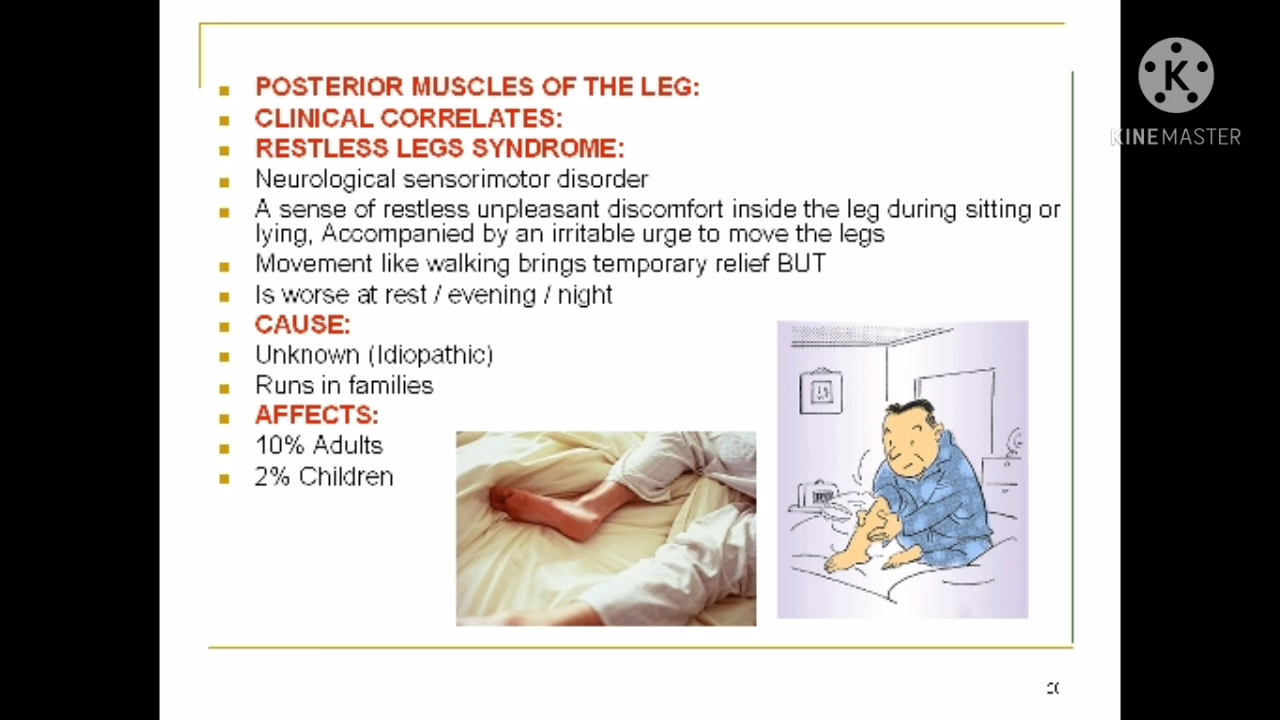 POSTERIOR MUSCLES OF THE LEG:
CLINICAL CORRELATES:
RESTLESS LEGS SYNDROME:
Neurological sensorimotor disorder
A sense of restless unpleasant discomfort inside the leg during sitting or
lying, Accompanied by an irritable urge to move the legs
Movement like walking brings temporary relief BUT
Is worse at rest / evening / night
CAUSE:
Unknown (Idiopathic)
Runs in families
AFFECTS:
10% Adults
2% Children
K
KINEMASTER